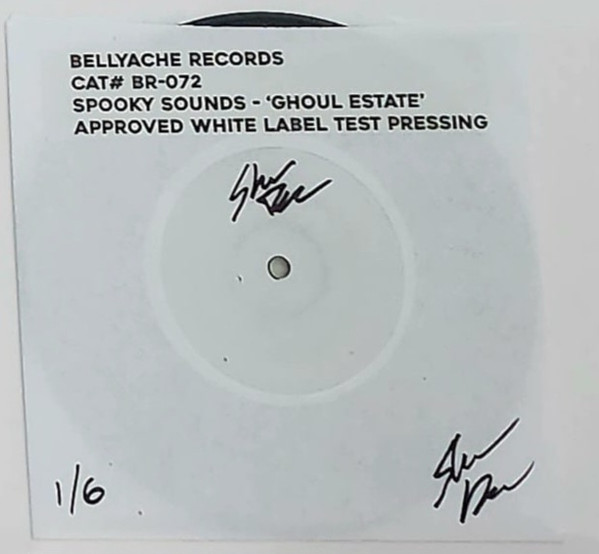 BELLYACHE RECORDS
CAT# BR-072
SPOOKY SOUNDS - ‘GHOUL ESTATE’
APPROVED WHITE LABEL TEST PRESSING
1/6